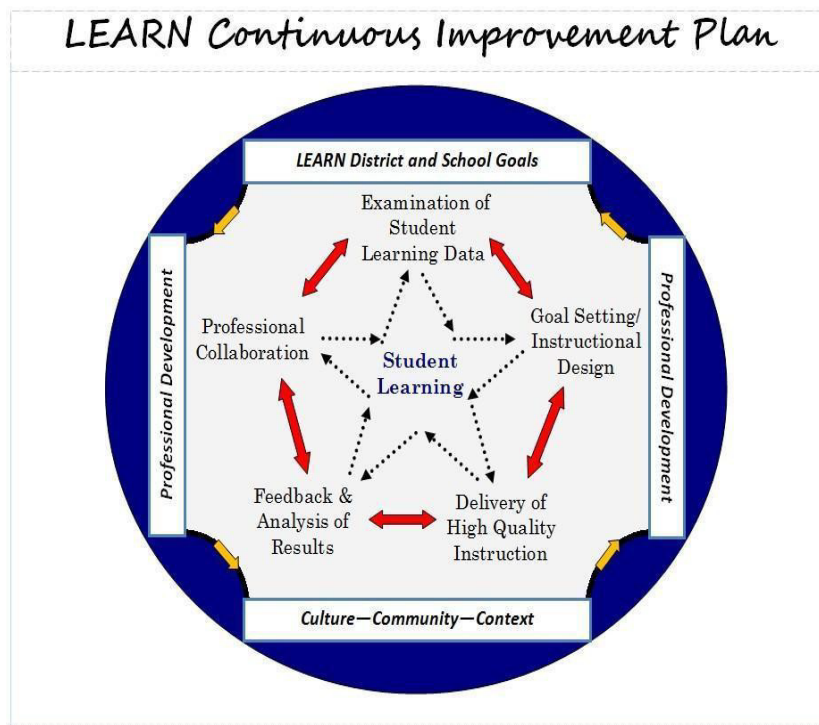 LEARN Continuous Improvement Plan
LEARN District and School Goals
Examination of
Student
Learning Data
Professional Development
Professional
Collaboration
Student
Learning
Goal Setting/
Instructional
Design
Professional Development
Feedback &
Analysis of
Results
Delivery of
High Quality
Instruction
Culture—Community—Context